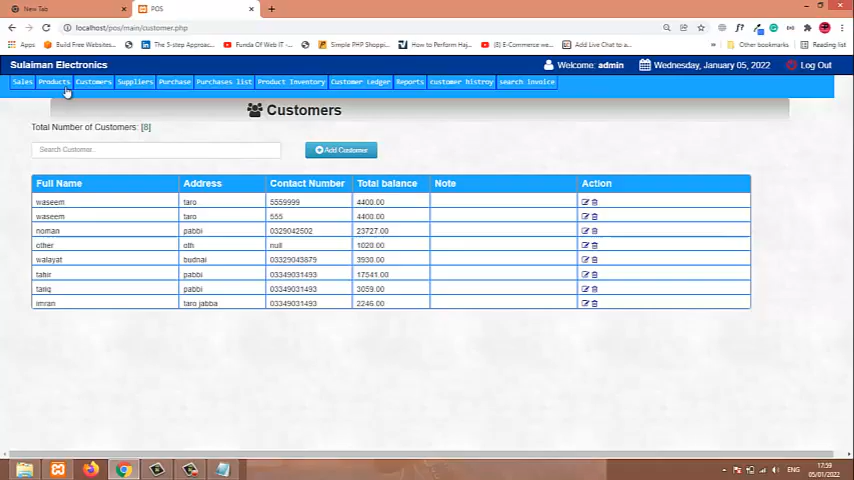 New Tab
POS
localhost/pos/main/customer.php
Apps
Build Free Websites...
The 5-step Approac...
Funda Of Web IT -...
Simple PHP Shoppi...
How to Perform Haj...
(E-Commerce we...
Add Live Chat to a...
Other bookmarks
Reading list
Sulaiman Electronics
Welcome: admin
Wednesday, January 05, 2022
Log Out
Sales Products Customers Suppliers Purchase Purchases list Product Inventory Customer Ledger Reports customer histroy search invoice
Customers
Total Number of Customers: [8]
Search Customer..
Add Customer
Full Name Address Contact Number Total balance Note Action
waseem taro 5559999 4400.00
waseem taro 555 4400.00
noman pabbi 0329042502 23727.00
other oth null 1020.00
walayat budnai 03329043879 3930.00
tahir pabbi 03349031493 17541.00
tariq pabbi 03349031493 3059.00
imran taro jabba 03349031493 2246.00
ENG
17:59
05/01/2022